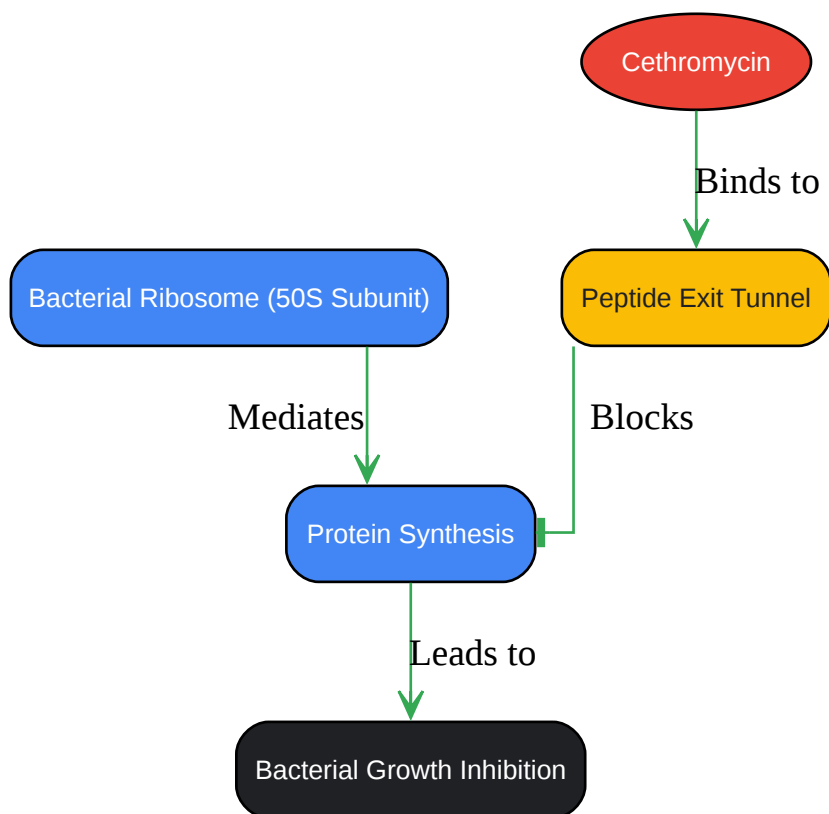 Cethromycin
Binds to
Bacterial Ribosome (50S Subunit)
Peptide Exit Tunnel
Mediates
Blocks
Protein Synthesis
Leads to
Bacterial Growth Inhibition